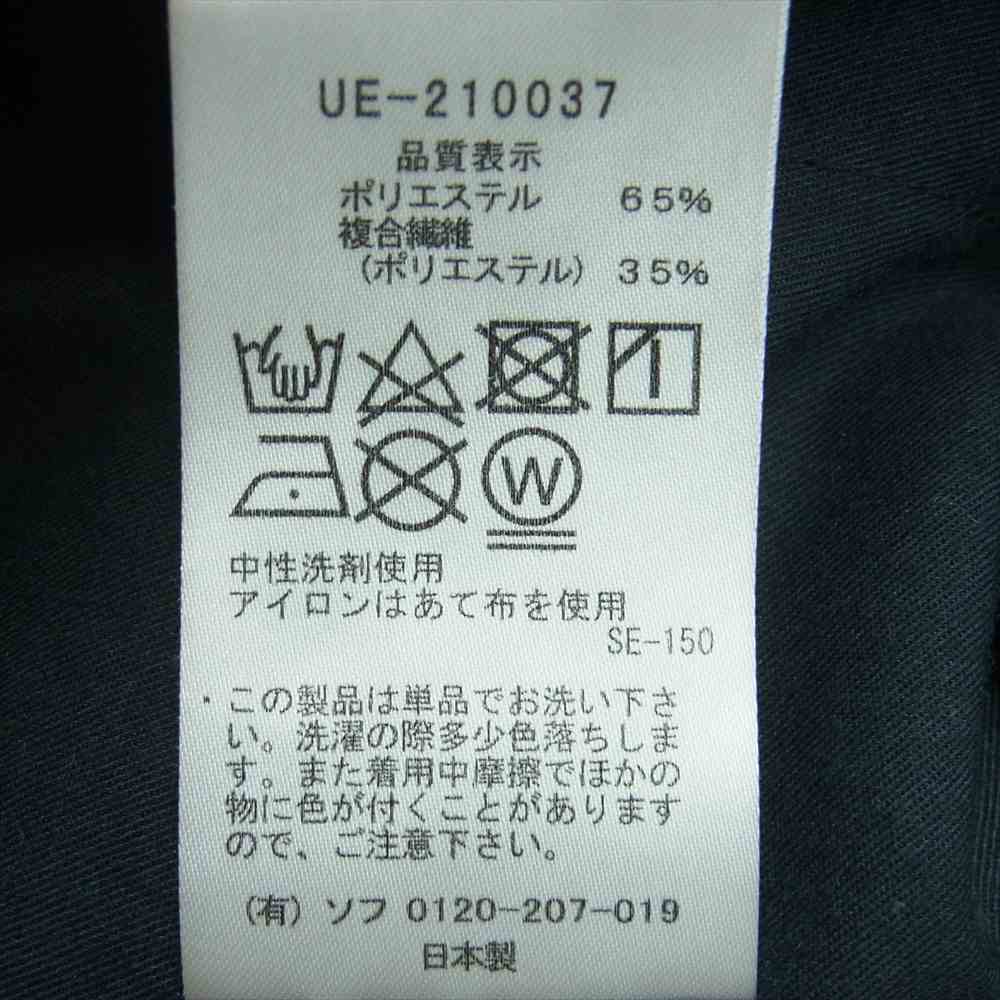 UE-210037
品質表示
ポリエステル 65%
複合繊維
(ポリエステル) 35%
W
中性洗剤使用
アイロンはあて布を使用
SE-150
・この製品は単品でお洗い下さ
い。洗濯の際多少色落ちしま
す。また着用中摩擦でほかの
物に色が付くことがあります
ので、ご注意下さい。
(有) ソフ 0120-207-019
日本製